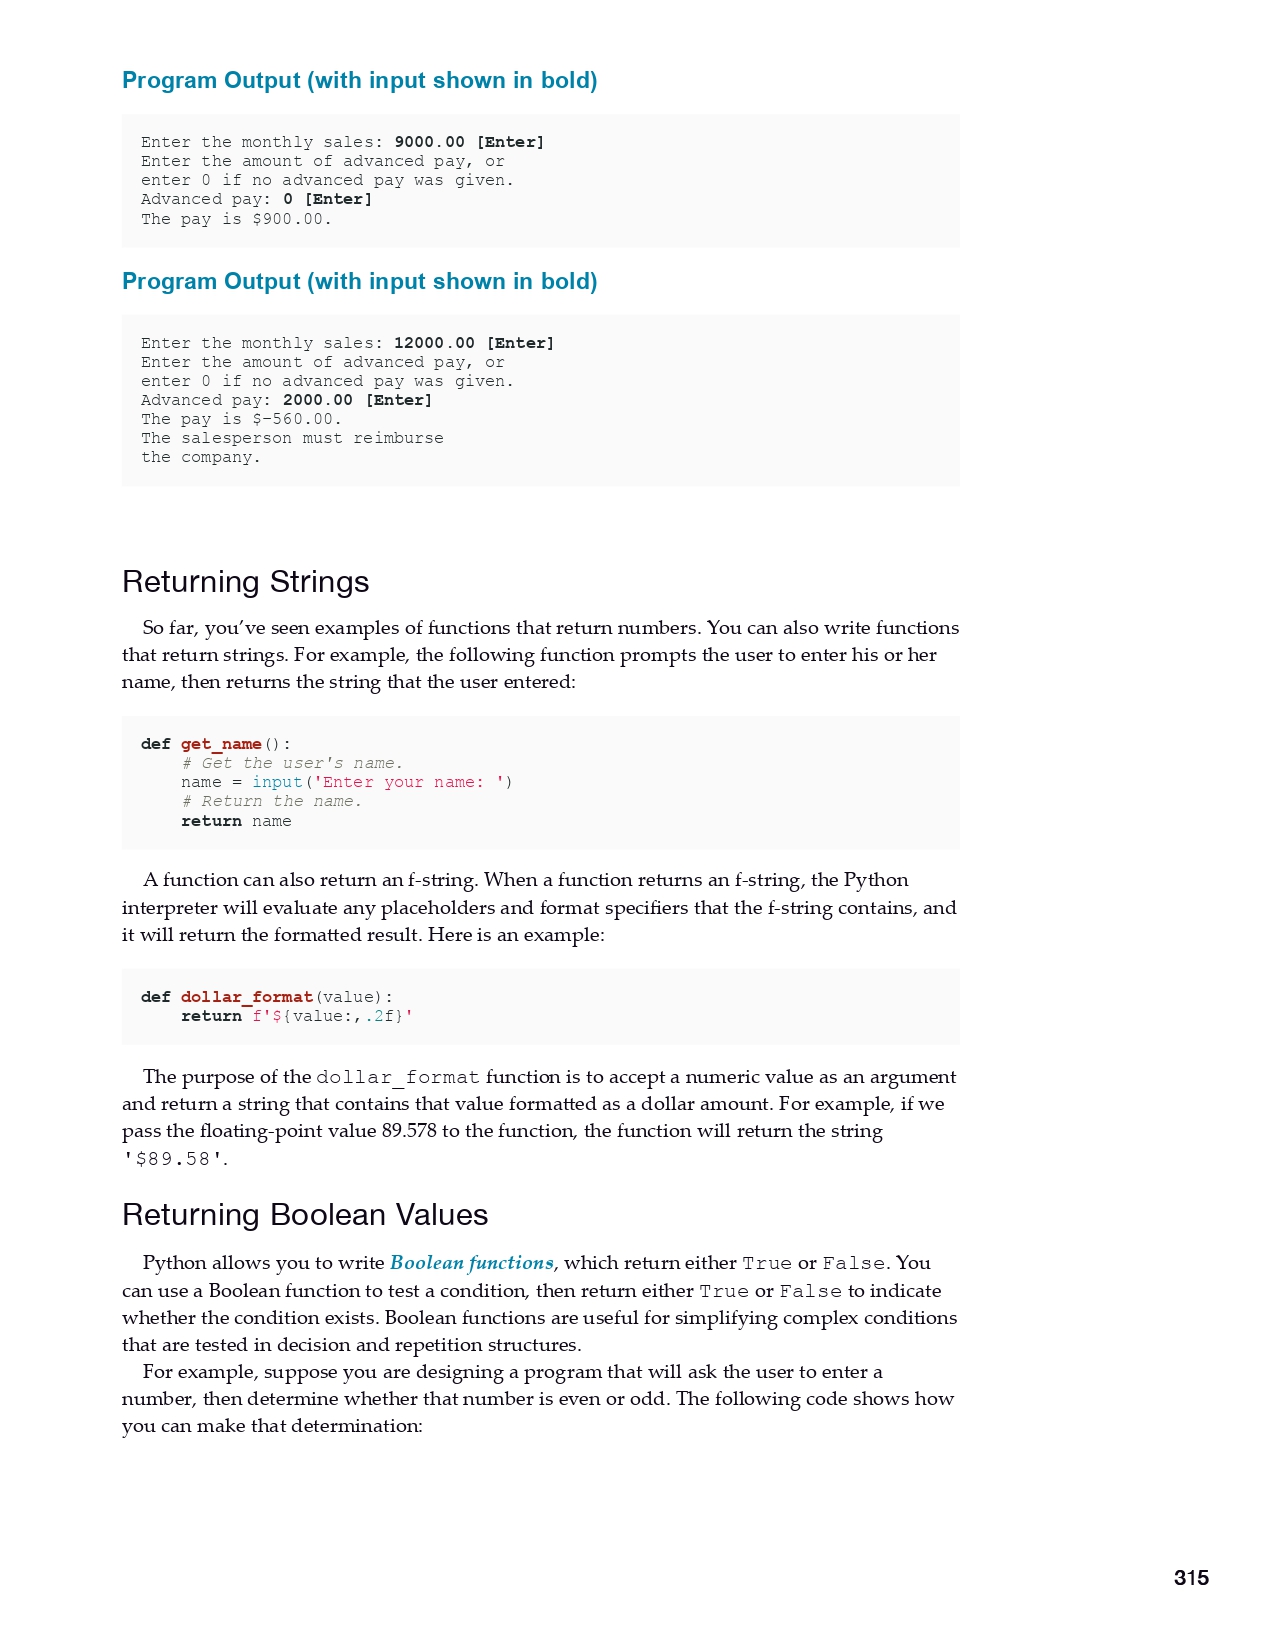 Program Output (with input shown in bold)
Enter the monthly sales: 9000.00 [Enter]
Enter the amount of advanced pay, or
enter 0 if no advanced pay was given.
Advanced pay: 0 [Enter]
The pay is $900.00.
Program Output (with input shown in bold)
Enter the monthly sales: 12000.00 [Enter]
Enter the amount of advanced pay, or
enter 0 if no advanced pay was given.
Advanced pay: 2000.00 [Enter]
The pay is $−560.00.
The salesperson must reimburse
the company.
Returning Strings
So far, you’ve seen examples of functions that return numbers. You can also write functions
that return strings. For example, the following function prompts the user to enter his or her
name, then returns the string that the user entered:
def get_name():
    # Get the user's name.
    name = input('Enter your name: ')
    # Return the name.
    return name
A function can also return an f-string. When a function returns an f-string, the Python
interpreter will evaluate any placeholders and format specifiers that the f-string contains, and
it will return the formatted result. Here is an example:
def dollar_format(value):
    return f'${value:,.2f}'
The purpose of the dollar_format function is to accept a numeric value as an argument
and return a string that contains that value formatted as a dollar amount. For example, if we
pass the floating-point value 89.578 to the function, the function will return the string
'$89.58'.
Returning Boolean Values
Python allows you to write Boolean functions, which return either True or False. You
can use a Boolean function to test a condition, then return either True or False to indicate
whether the condition exists. Boolean functions are useful for simplifying complex conditions
that are tested in decision and repetition structures.
For example, suppose you are designing a program that will ask the user to enter a
number, then determine whether that number is even or odd. The following code shows how
you can make that determination:
315